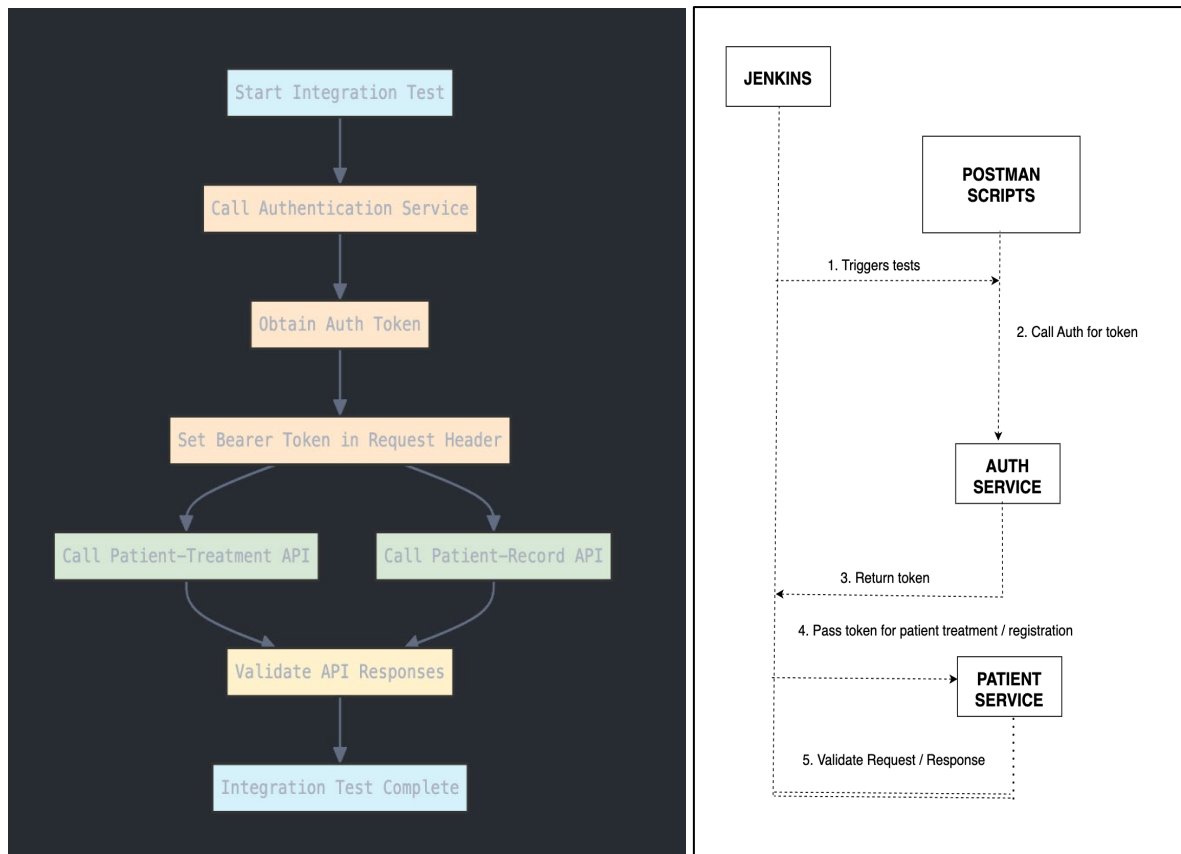 Start Integration Test
Call Authentication Service
Obtain Auth Token
Set Bearer Token in Request Header
Call Patient-Treatment API
Call Patient-Record API
Validate API Responses
Integration Test Complete
JENKINS
POSTMAN
SCRIPTS
1. Triggers tests
2. Call Auth for token
AUTH
SERVICE
3. Return token
4. Pass token for patient treatment / registration
PATIENT
SERVICE
5. Validate Request / Response